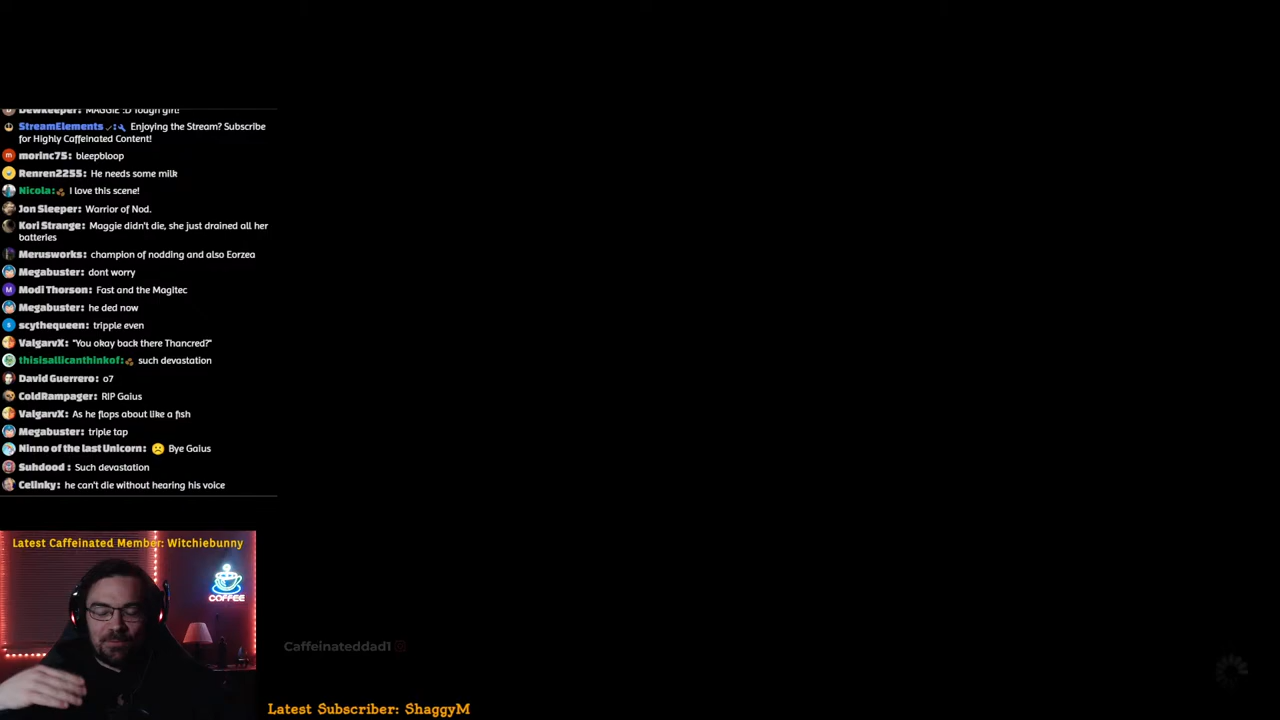 Dewkeeper: MAGGIE :D Tough girl!
StreamElements : Enjoying the Stream? Subscribe
for Highly Caffeinated Content!
morinc75: bleepbloop
Renren2255: He needs some milk
Nicola: I love this scene!
Jon Sleeper: Warrior of Nod.
Kori Strange: Maggie didn't die, she just drained all her
batteries
Merusworks: champion of nodding and also Eorzea
Megabuster: dont worry
Modi Thorson: Fast and the Magitec
Megabuster: he ded now
scythequeen: tripple even
ValgarvX: "You okay back there Thancred?"
thisisallicanthinkof: such devastation
David Guerrero: o7
ColdRampager: RIP Gaius
ValgarvX: As he flops about like a fish
Megabuster: triple tap
Ninno of the last Unicorn: Bye Gaius
Suhdood : Such devastation
Celinky: he can't die without hearing his voice
Latest Caffeinated Member: Witchiebunny
COFFEE
Caffeinateddad1
Latest Subscriber: ShaggyM